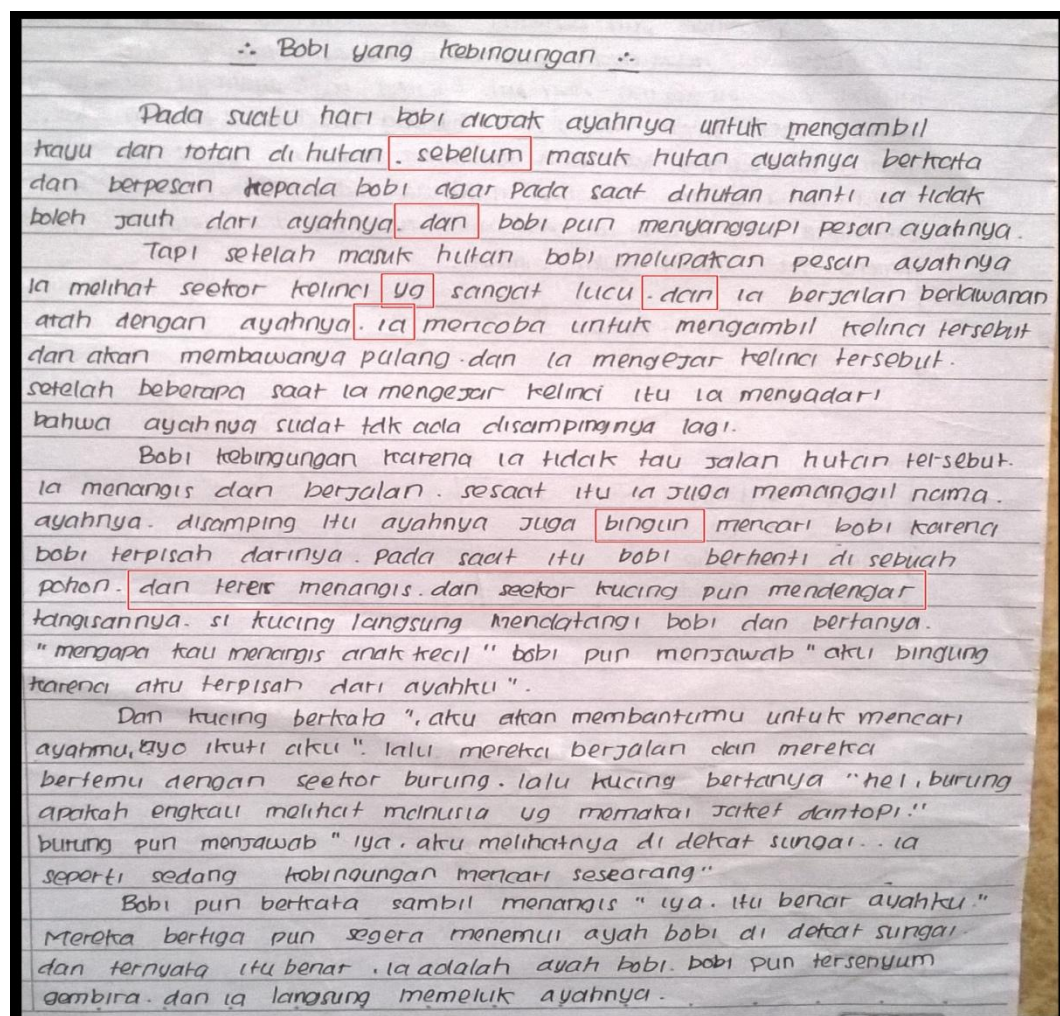 ∴ Bobi yang kebingungan ∴
Pada suatu hari bobi diajak ayahnya untuk mengambil
kayu dan rotan di hutan. sebelum masuk hutan ayahnya berkata
dan berpesan kepada bobi agar pada saat dihutan nanti ia tidak
boleh jauh dari ayahnya. dan bobi pun menyanggupi pesan ayahnya.
Tapi setelah masuk hutan bobi melupakan pesan ayahnya
ia melihat seekor kelinci yg sangat lucu. dan ia berjalan berlawanan
arah dengan ayahnya. ia mencoba untuk mengambil kelinci tersebut
dan akan membawanya pulang. dan ia mengejar kelinci tersebut.
setelah beberapa saat ia mengejar kelinci itu ia menyadari
bahwa ayahnya sudat tdk ada disampingnya lagi.
Bobi kebingungan karena ia tidak tau jalan hutan tersebut.
ia menangis dan berjalan. sesaat itu ia juga memanggil nama.
ayahnya. disamping itu ayahnya juga bingun mencari bobi karena
bobi terpisah darinya. pada saat itu bobi berhenti di sebuah
pohon. dan terus menangis. dan seekor kucing pun mendengar
tangisannya. si kucing langsung mendatangi bobi dan bertanya.
"mengapa kau menangis anak kecil" bobi pun menjawab "aku bingung
karena aku terpisah dari ayahku".
Dan kucing berkata ", aku akan membantumu untuk mencari
ayahmu, ayo ikuti aku". lalu mereka berjalan dan mereka
bertemu dengan seekor burung. lalu kucing bertanya "hei, burung
apakah engkau melihat manusia yg memakai jaket dantopi."
burung pun menjawab "iya. aku melihatnya di dekat sungai.. ia
seperti sedang kebingungan mencari seseorang"
Bobi pun berkata sambil menangis "iya. itu benar ayahku."
Mereka bertiga pun segera menemui ayah bobi di dekat sungai.
dan ternyata itu benar. ia adalah ayah bobi. bobi pun tersenyum
gembira. dan ia langsung memeluk ayahnya.